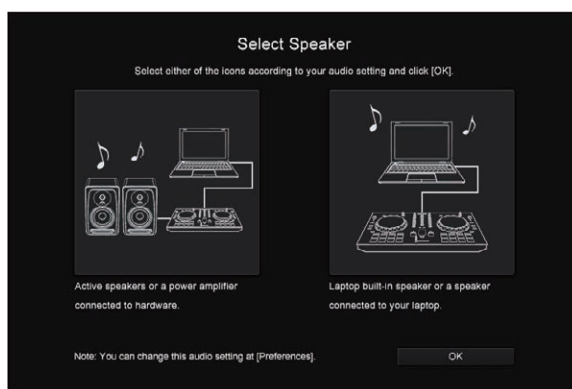 Select Speaker
Select either of the icons according to your audio setting and click [OK].
Active speakers or a power amplifier
connected to hardware.
Laptop built-in speaker or a speaker
connected to your laptop.
Note: You can change this audio setting at [Preferences].
OK